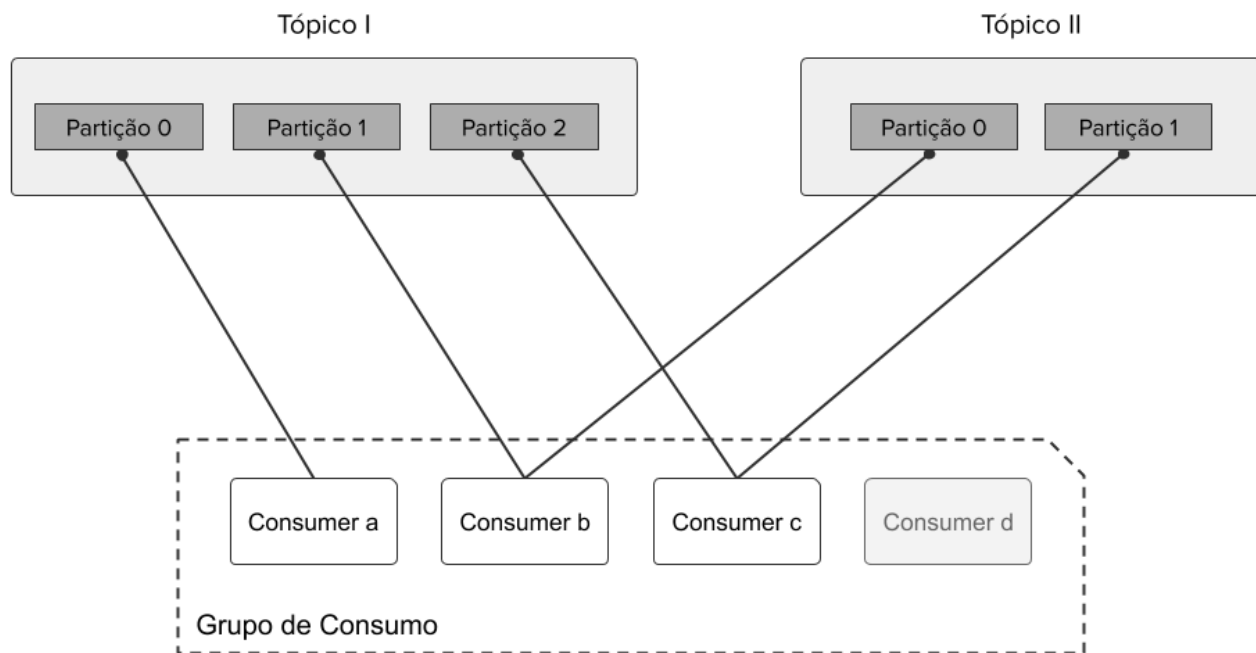 Tópico I
Tópico II
Partição 0
Partição 1
Partição 2
Partição 0
Partição 1
Consumer a
Consumer b
Consumer c
Consumer d
Grupo de Consumo